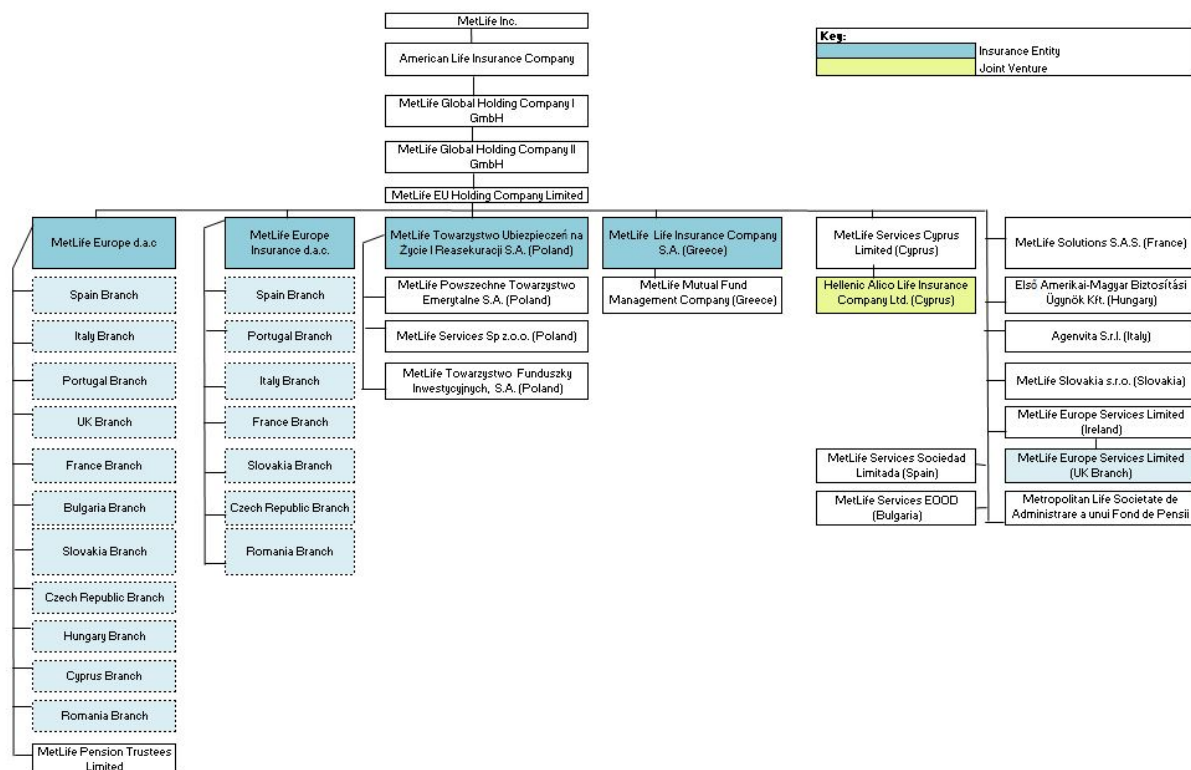 MetLife Inc.
American Life Insurance Company
MetLife Global Holding Company I
GmbH
MetLife Global Holding Company II
GmbH
MetLife EU Holding Company Limited
Key:
Insurance Entity
Joint Venture
MetLife Europe d.a.c
Spain Branch
Italy Branch
Portugal Branch
UK Branch
France Branch
Bulgaria Branch
Slovakia Branch
Czech Republic Branch
Hungary Branch
Cyprus Branch
Romania Branch
MetLife Pension Trustees
Limited
MetLife Europe
Insurance d.a.c.
Spain Branch
Portugal Branch
Italy Branch
France Branch
Slovakia Branch
Czech Republic Branch
Romania Branch
MetLife Towarzystwo Ubiezpieczeń na
Życie I Reasekuracji S.A. (Poland)
MetLife Powszechne Towarzystwo
Emerytalne S.A. (Poland)
MetLife Services Sp z.o.o. (Poland)
MetLife Towarzystwo Funduszky
Inwestycyjnych, S.A. (Poland)
MetLife Life Insurance Company
S.A. (Greece)
MetLife Mutual Fund
Management Company (Greece)
MetLife Services Cyprus
Limited (Cyprus)
Hellenic Alico Life Insurance
Company Ltd. (Cyprus)
MetLife Services Sociedad
Limitada (Spain)
MetLife Services EOOD
(Bulgaria)
MetLife Solutions S.A.S. (France)
Első Amerikai-Magyar Biztosítási
Ügynök Kft. (Hungary)
Agenvita S.r.l. (Italy)
MetLife Slovakia s.r.o. (Slovakia)
MetLife Europe Services Limited
(Ireland)
MetLife Europe Services Limited
(UK Branch)
Metropolitan Life Societate de
Administrare a unui Fond de Pensii